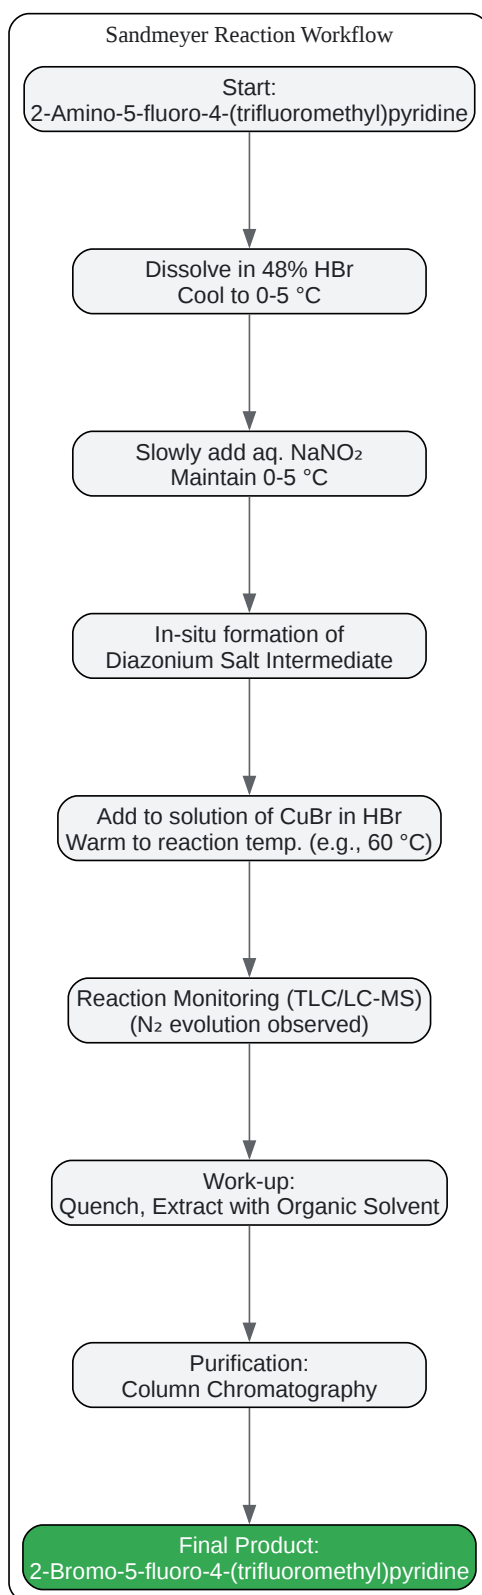 Sandmeyer Reaction Workflow
Start:
2-Amino-5-fluoro-4-(trifluoromethyl)pyridine
Dissolve in 48% HBr
Cool to 0-5 °C
Slowly add aq. NaNO₂
Maintain 0-5 °C
In-situ formation of
Diazonium Salt Intermediate
Add to solution of CuBr in HBr
Warm to reaction temp. (e.g., 60 °C)
Reaction Monitoring (TLC/LC-MS)
(N₂ evolution observed)
Work-up:
Quench, Extract with Organic Solvent
Purification:
Column Chromatography
Final Product:
2-Bromo-5-fluoro-4-(trifluoromethyl)pyridine